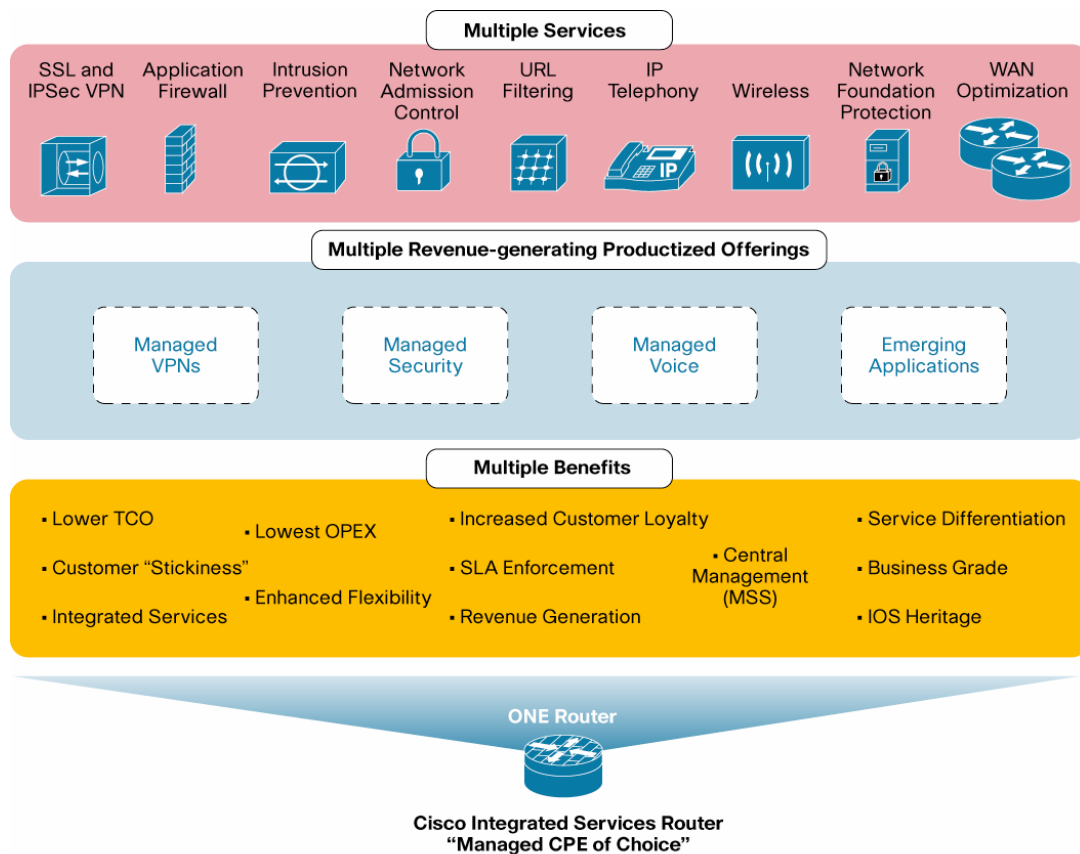 Multiple Services
SSL and
IPSec VPN
Application
Firewall
Intrusion
Prevention
Network
Admission
Control
URL
Filtering
IP
Telephony
IP
Wireless
Network
Foundation
Protection
WAN
Optimization
Multiple Revenue-generating Productized Offerings
Managed
VPNs
Managed
Security
Managed
Voice
Emerging
Applications
Multiple Benefits
▪ Lower TCO
▪ Customer “Stickiness”
▪ Integrated Services
▪ Lowest OPEX
▪ Enhanced Flexibility
▪ Increased Customer Loyalty
▪ SLA Enforcement
▪ Revenue Generation
▪ Central
Management
(MSS)
▪ Service Differentiation
▪ Business Grade
▪ IOS Heritage
ONE Router
Cisco Integrated Services Router
“Managed CPE of Choice”